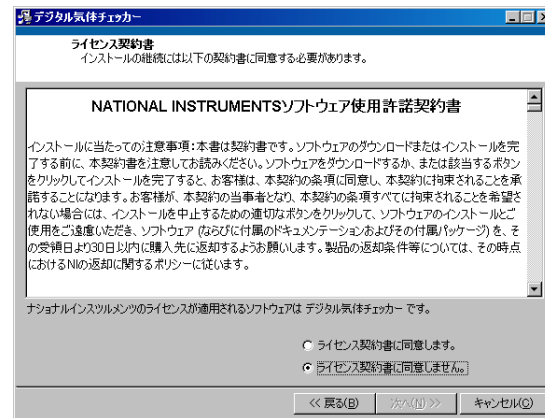 デジタル気体チェッカー
ライセンス契約書
インストールの継続には以下の契約書に同意する必要があります。
NATIONAL INSTRUMENTSソフトウェア使用許諾契約書
インストールに当たっての注意事項:本書は契約書です。ソフトウェアのダウンロードまたはインストールを完
了する前に、本契約書を注意してお読みください。ソフトウェアをダウンロードするか、または該当するボタン
をクリックしてインストールを完了すると、お客様は、本契約の条項に同意し、本契約に拘束されることを承
諾することになります。お客様が、本契約の当事者となり、本契約の条項すべてに拘束されることを希望さ
れない場合には、インストールを中止するための適切なボタンをクリックして、ソフトウェアのインストールとご
使用をご遠慮いただき、ソフトウェア (ならびに付属のドキュメンテーションおよびその付属パッケージ) を、そ
の受領日より30日以内に購入先に返却するようお願いします。製品の返却条件等については、その時点
におけるNIの返却に関するポリシーに従います。
ナショナルインスツルメンツのライセンスが適用されるソフトウェアは デジタル気体チェッカー です。
ライセンス契約書に同意します。
ライセンス契約書に同意しません。
<< 戻る(B)
次へ(N) >>
キャンセル(C)